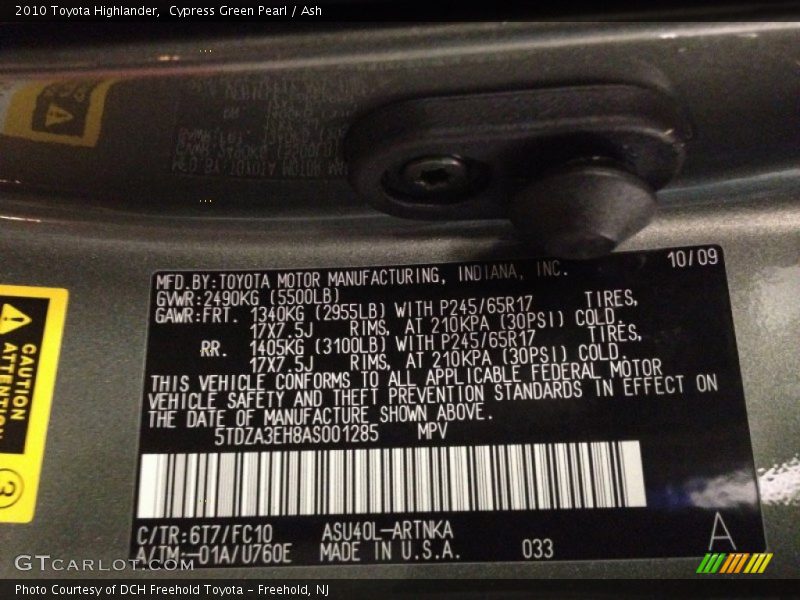 2010 Toyota Highlander, Cypress Green Pearl / Ash
MFD.BY:TOYOTA MOTOR MANUFACTURING, INDIANA, INC. 10/09
GVWR:2490KG (5500LB)
GAWR:FRT. 1340KG (2955LB) WITH P245/65R17 TIRES,
17X7.5J RIMS, AT 210KPA (30PSI) COLD.
RR. 1405KG (3100LB) WITH P245/65R17 TIRES,
17X7.5J RIMS, AT 210KPA (30PSI) COLD.
THIS VEHICLE CONFORMS TO ALL APPLICABLE FEDERAL MOTOR
VEHICLE SAFETY AND THEFT PREVENTION STANDARDS IN EFFECT ON
THE DATE OF MANUFACTURE SHOWN ABOVE.
5TDZA3EH8AS001285 MPV
C/TR:6T7/FC10 ASU40L-ARTNKA
A/TM:-01A/U760E MADE IN U.S.A. 033 A
CAUTION
ATTENTION
3
GTCarLot.com
Photo Courtesy of DCH Freehold Toyota - Freehold, NJ